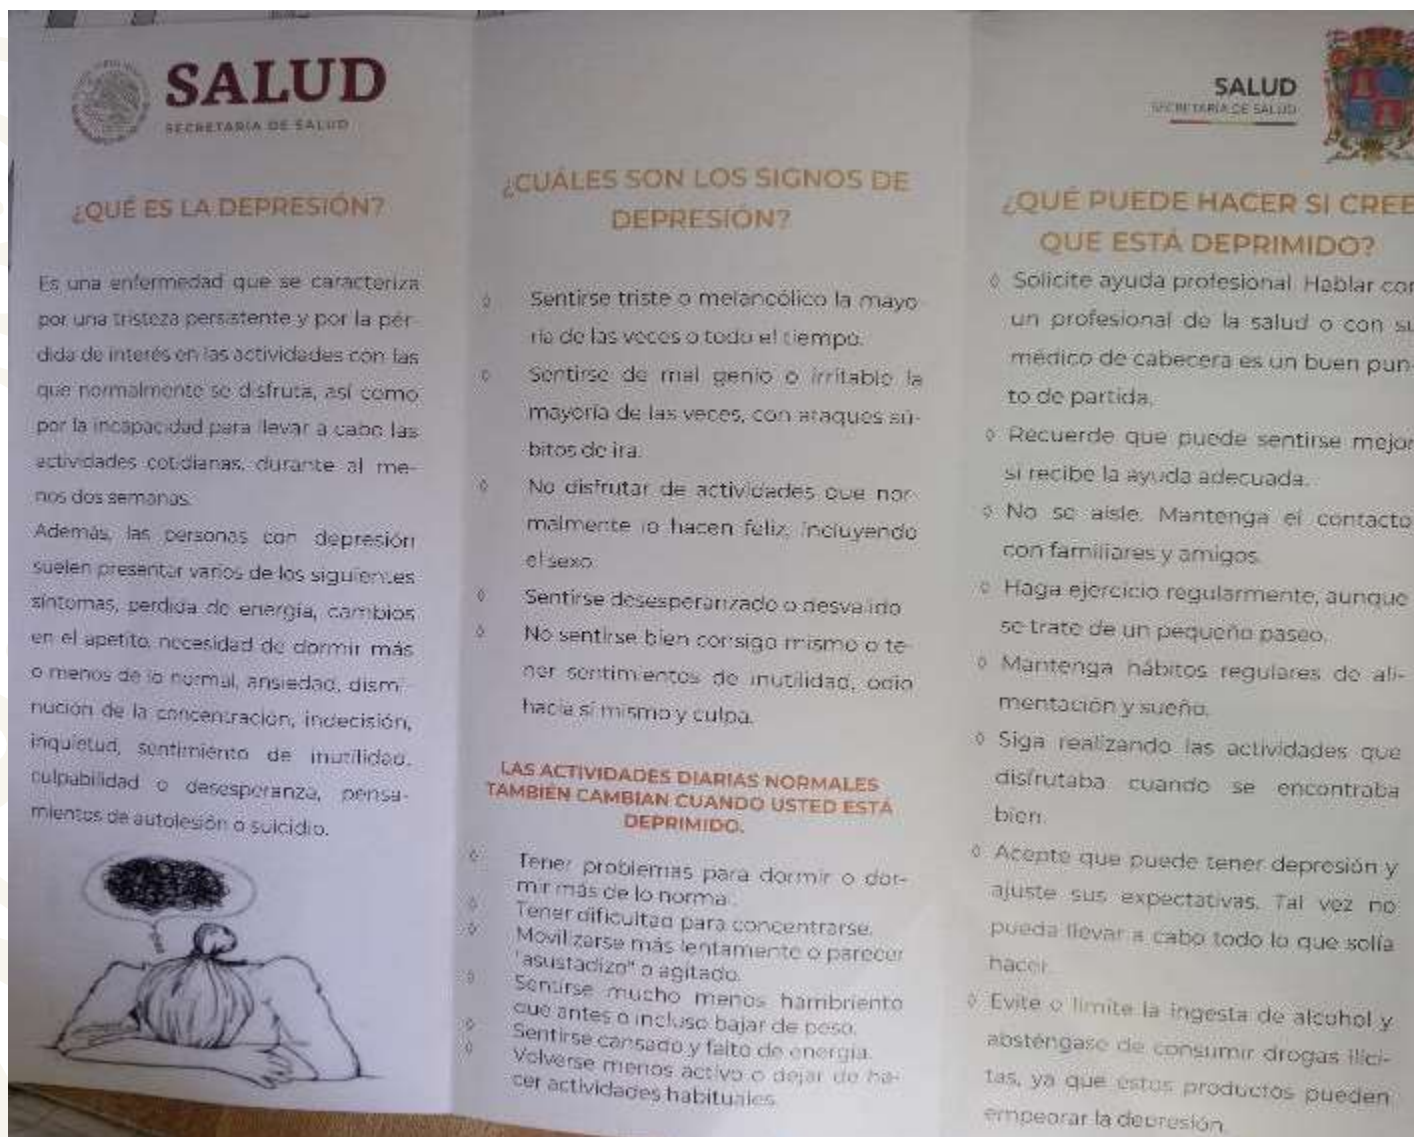 SALUD
SECRETARÍA DE SALUD
¿QUÉ ES LA DEPRESIÓN?
Es una enfermedad que se caracteriza
por una tristeza persistente y por la pér-
dida de interés en las actividades con las
que normalmente se disfruta, así como
por la incapacidad para llevar a cabo las
actividades cotidianas, durante al me-
nos dos semanas.
Además, las personas con depresión
suelen presentar varios de los siguientes
síntomas, perdida de energía, cambios
en el apetito, necesidad de dormir más
o menos de lo normal, ansiedad, dismi-
nución de la concentración, indecisión,
inquietud, sentimiento de inutilidad,
culpabilidad o desesperanza, pensa-
mientos de autolesión o suicidio.
¿CUÁLES SON LOS SIGNOS DE
DEPRESIÓN?
◊ Sentirse triste o melancólico la mayo
ría de las veces o todo el tiempo.
◊ Sentirse de mal genio o irritable la
mayoría de las veces, con ataques sú-
bitos de ira.
◊ No disfrutar de actividades que nor
malmente lo hacen feliz, incluyendo
el sexo
◊ Sentirse desesperanzado o desvalido
◊ No sentirse bien consigo mismo o te-
ner sentimientos de inutilidad, odio
hacia sí mismo y culpa.
LAS ACTIVIDADES DIARIAS NORMALES
TAMBIÉN CAMBIAN CUANDO USTED ESTÁ
DEPRIMIDO.
◊ Tener problemas para dormir o dor-
mir más de lo normal.
◊ Tener dificultad para concentrarse.
◊ Movilizarse más lentamente o parecer
"asustadizo" o agitado.
◊ Sentirse mucho menos hambriento
que antes o incluso bajar de peso.
◊ Sentirse cansado y falto de energía.
◊ Volverse menos activo o dejar de ha-
cer actividades habituales.
SALUD
SECRETARÍA DE SALUD
¿QUÉ PUEDE HACER SI CREE
QUE ESTÁ DEPRIMIDO?
◊ Solicite ayuda profesional. Hablar con
un profesional de la salud o con su
médico de cabecera es un buen pun-
to de partida.
◊ Recuerde que puede sentirse mejor
si recibe la ayuda adecuada.
◊ No se aísle. Mantenga el contacto
con familiares y amigos.
◊ Haga ejercicio regularmente, aunque
se trate de un pequeño paseo.
◊ Mantenga hábitos regulares de ali-
mentación y sueño.
◊ Siga realizando las actividades que
disfrutaba cuando se encontraba
bien.
◊ Acepte que puede tener depresión y
ajuste sus expectativas. Tal vez no
pueda llevar a cabo todo lo que solía
hacer.
◊ Evite o limite la ingesta de alcohol y
absténgase de consumir drogas ilíci-
tas, ya que estos productos pueden
empeorar la depresión.